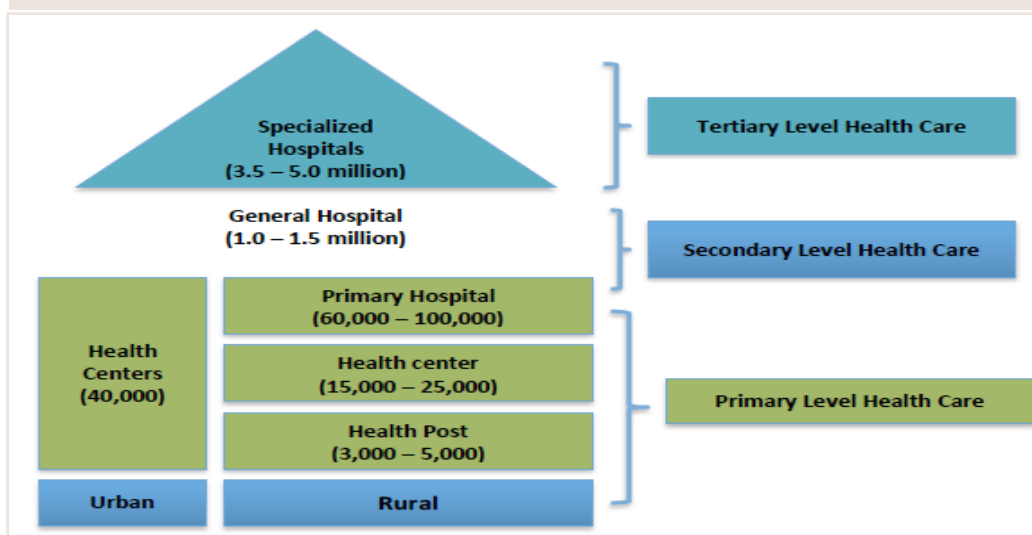 Specialized
Hospitals
(3.5 – 5.0 million)
Tertiary Level Health Care
General Hospital
(1.0 – 1.5 million)
Secondary Level Health Care
Health
Centers
(40,000)
Primary Hospital
(60,000 – 100,000)
Health center
(15,000 – 25,000)
Health Post
(3,000 – 5,000)
Primary Level Health Care
Urban
Rural